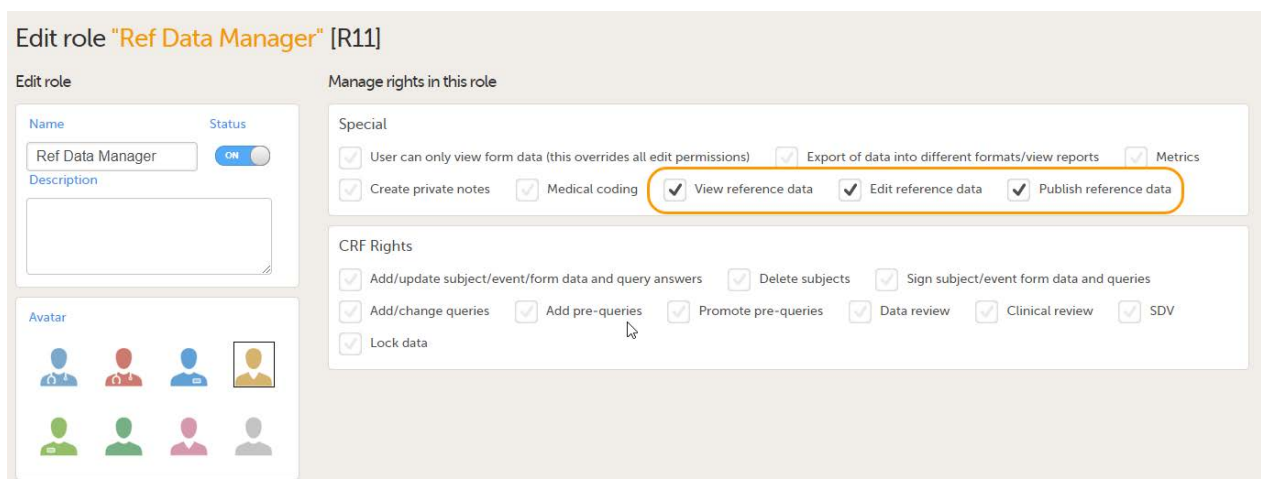 Edit role "Ref Data Manager" [R11]
Edit role
Manage rights in this role
Name Status
Ref Data Manager ON
Description
Avatar
Special
User can only view form data (this overrides all edit permissions) Export of data into different formats/view reports Metrics
Create private notes Medical coding View reference data Edit reference data Publish reference data
CRF Rights
Add/update subject/event/form data and query answers Delete subjects Sign subject/event form data and queries
Add/change queries Add pre-queries Promote pre-queries Data review Clinical review SDV
Lock data